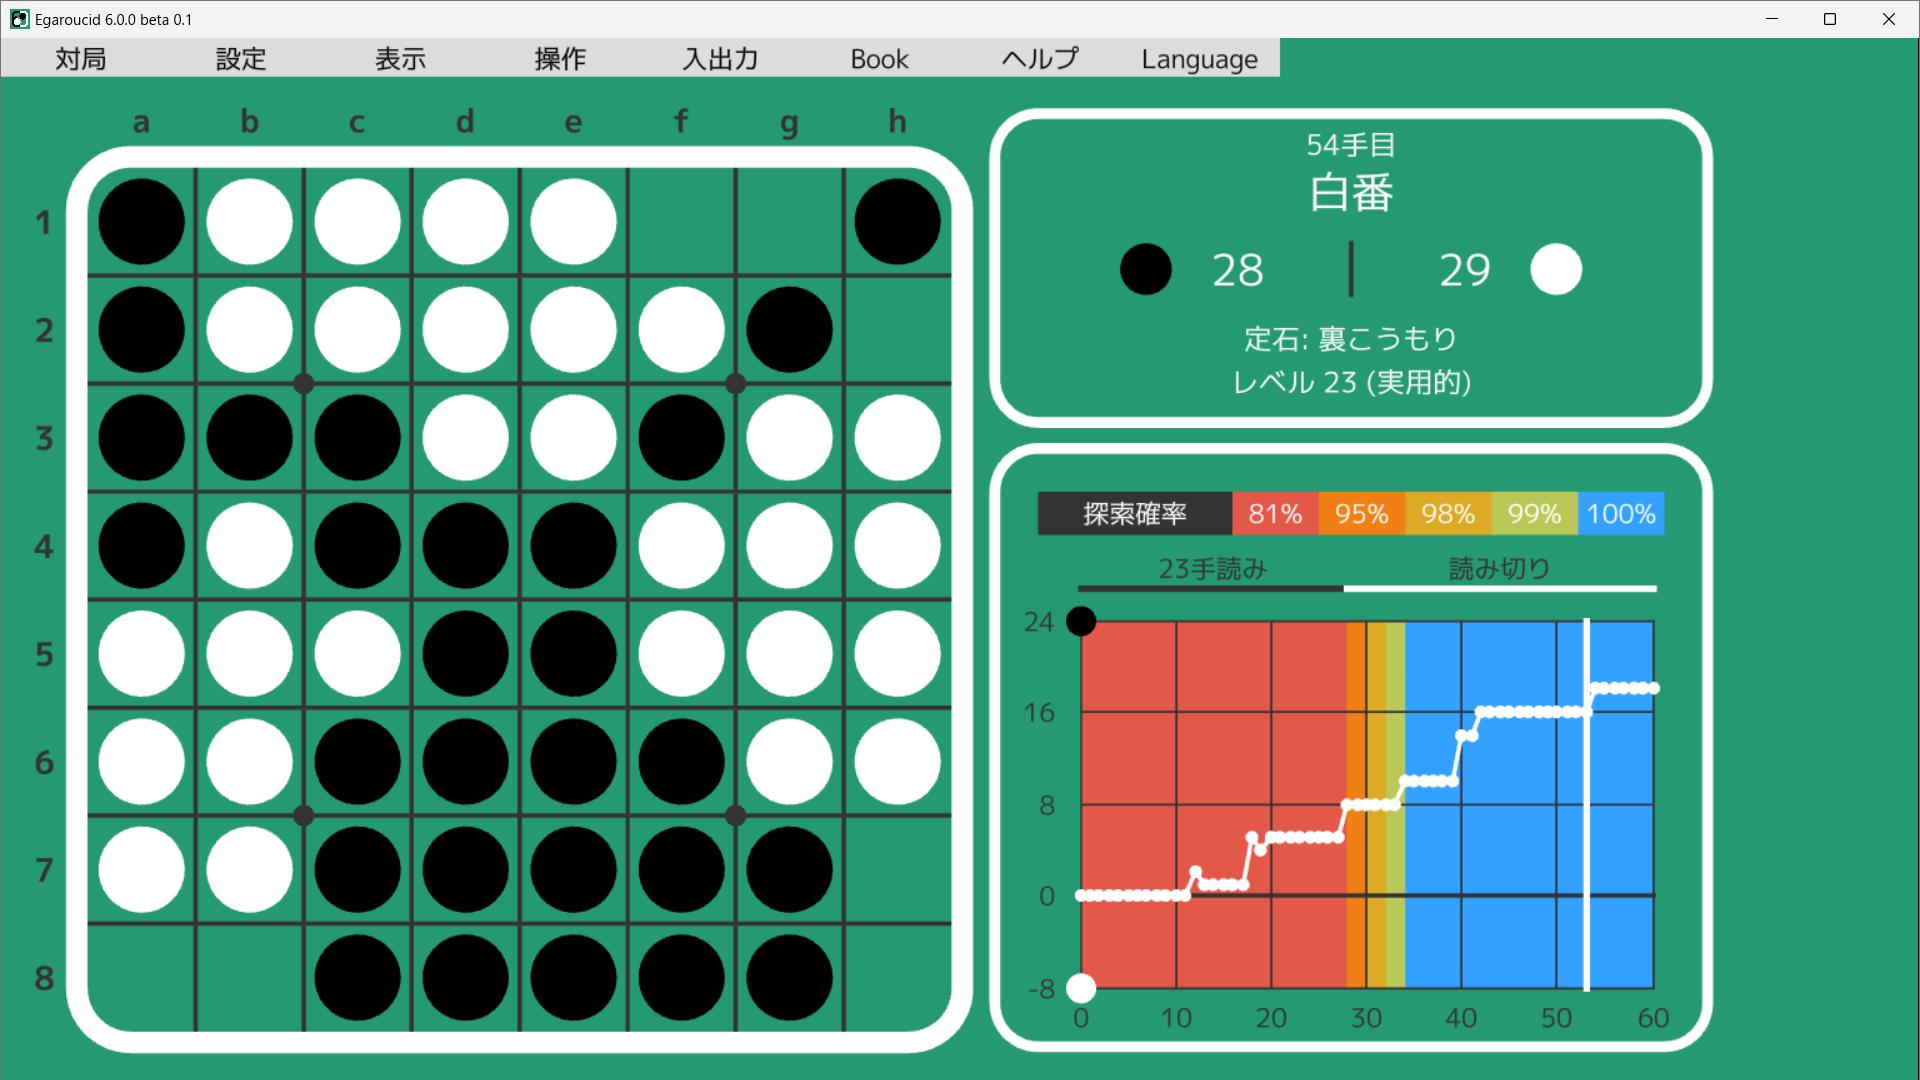 Egaroucid 6.0.0 beta 0.1
対局 設定 表示 操作 入出力 Book ヘルプ Language
a b c d e f g h
1
2
3
4
5
6
7
8
54手目
白番
28 29
定石: 裏こうもり
レベル 23 (実用的)
探索確率 81% 95% 98% 99% 100%
23手読み 読み切り
24
16
8
0
-8
0 10 20 30 40 50 60